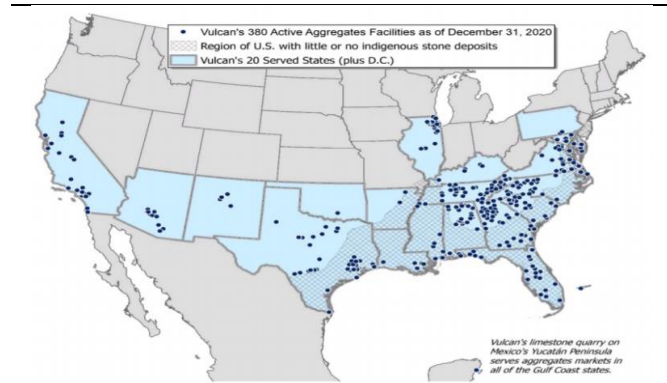 Vulcan's 380 Active Aggregates Facilities as of December 31, 2020
Region of U.S. with little or no indigenous stone deposits
Vulcan's 20 Served States (plus D.C.)
Vulcan's limestone quarry on
Mexico's Yucatán Peninsula
serves aggregates markets in
all of the Gulf Coast states.